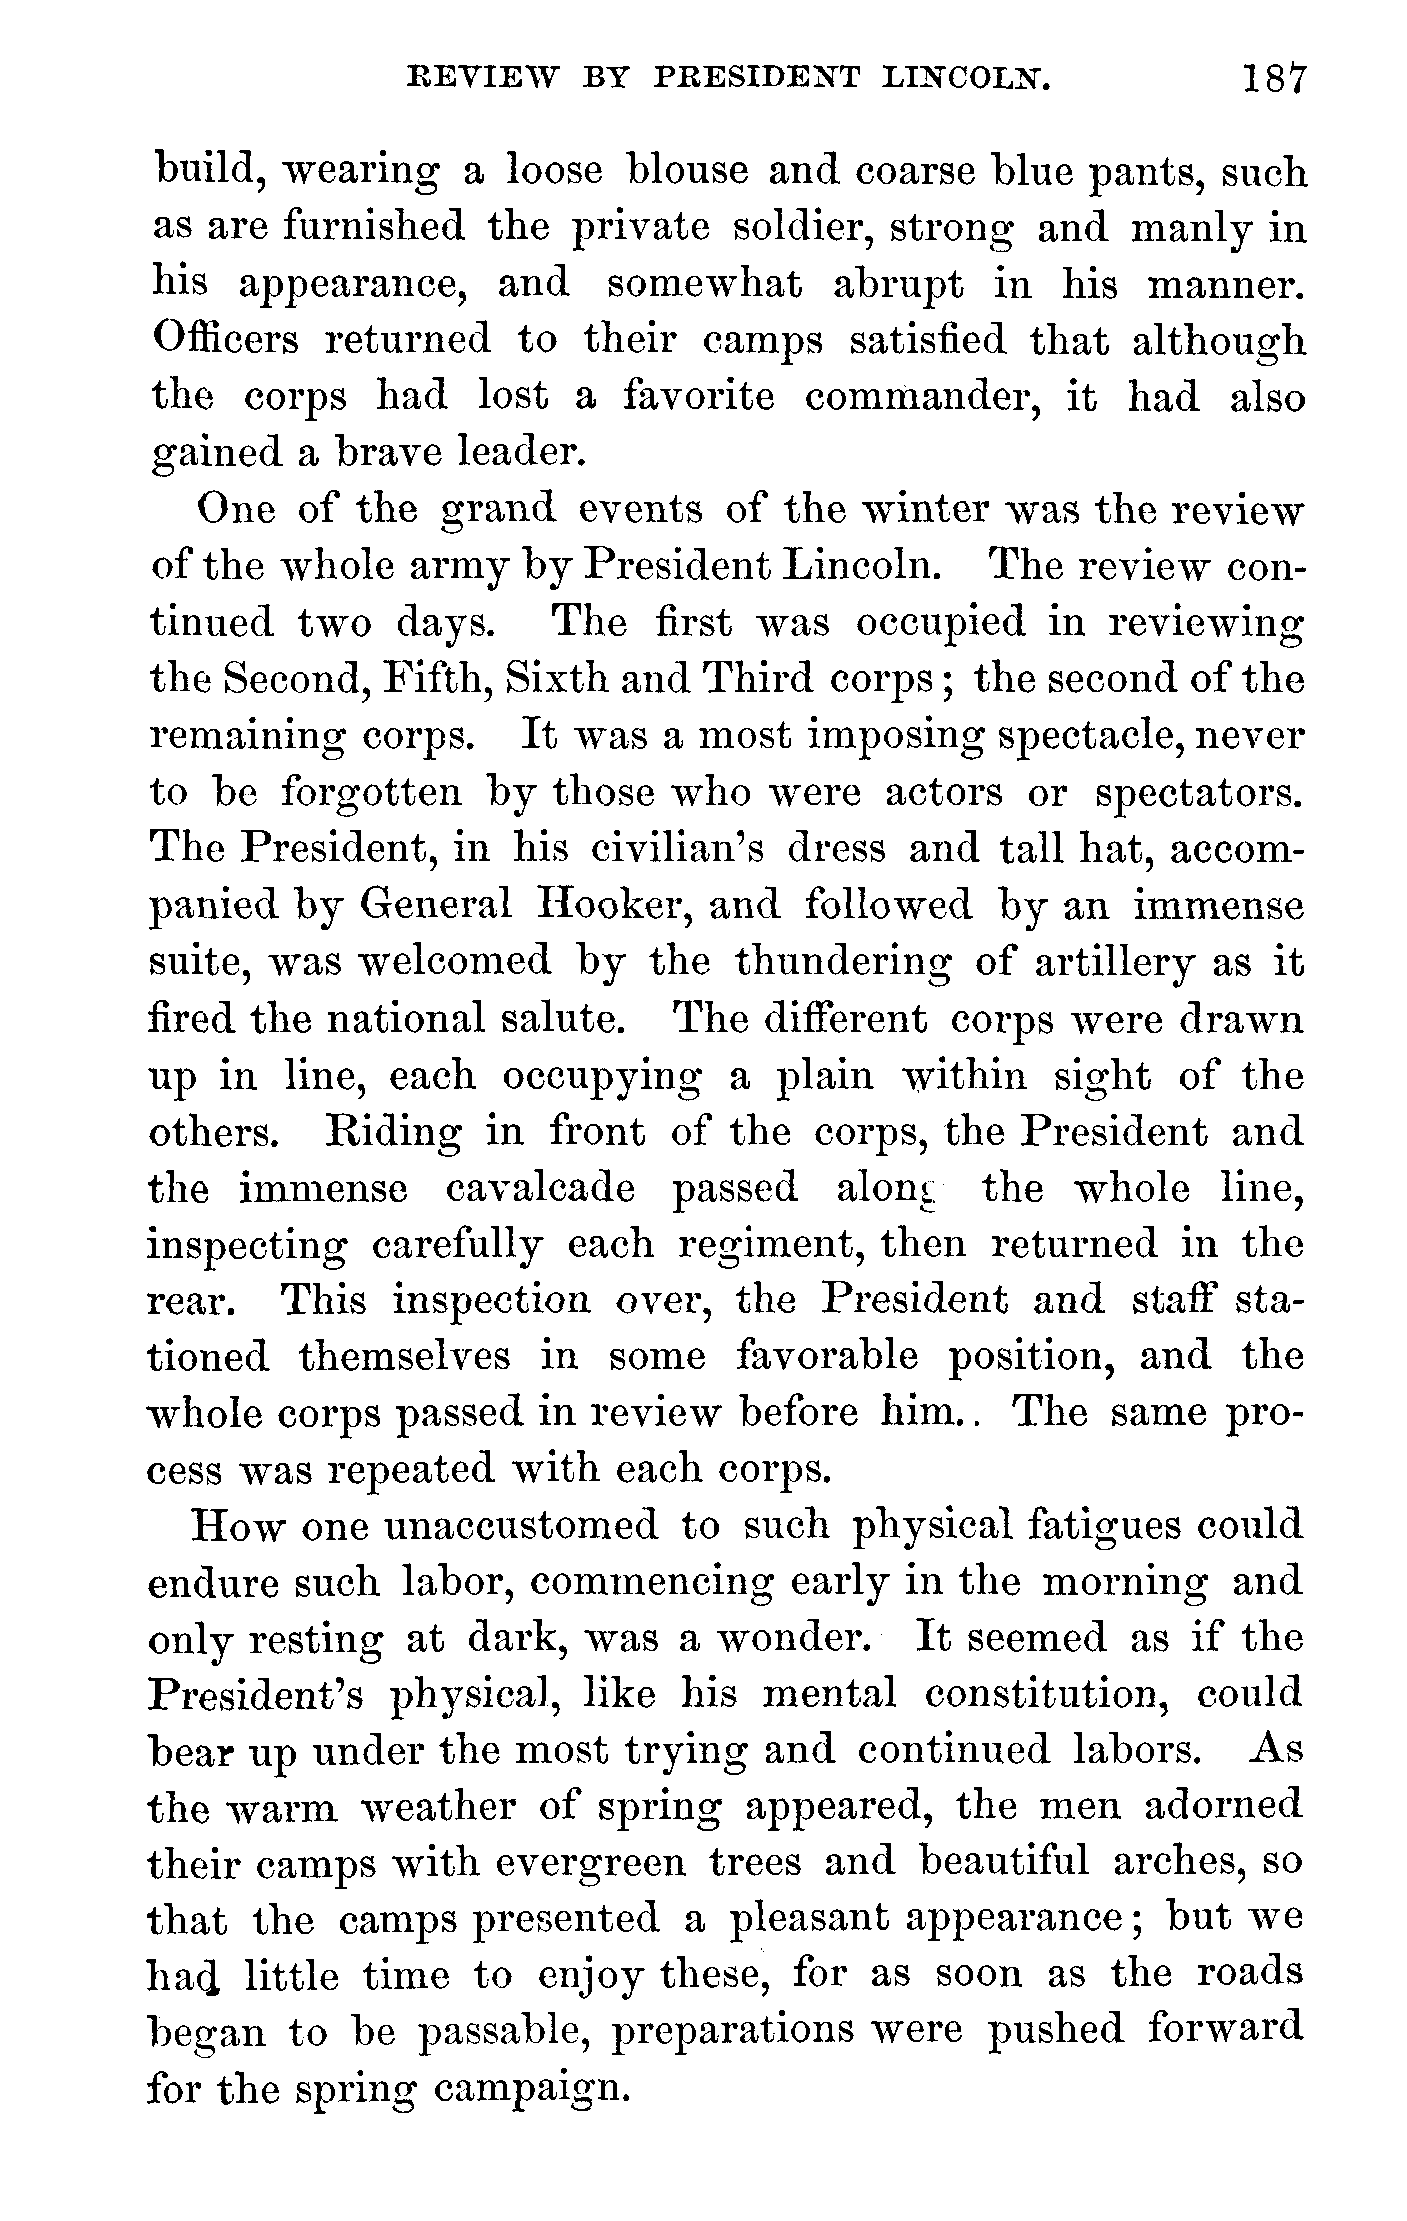 REVIEW BY PRESIDENT LINCOLN. 187
build, wearing a loose blouse and coarse blue pants, such
as are furnished the private soldier, strong and manly in
his appearance, and somewhat abrupt in his manner.
Officers returned to their camps satisfied that although
the corps had lost a favorite commander, it had also
gained a brave leader.
One of the grand events of the winter was the review
of the whole army by President Lincoln. The review con-
tinued two days. The first was occupied in reviewing
the Second, Fifth, Sixth and Third corps; the second of the
remaining corps. It was a most imposing spectacle, never
to be forgotten by those who were actors or spectators.
The President, in his civilian's dress and tall hat, accom-
panied by General Hooker, and followed by an immense
suite, was welcomed by the thundering of artillery as it
fired the national salute. The different corps were drawn
up in line, each occupying a plain within sight of the
others. Riding in front of the corps, the President and
the immense cavalcade passed along the whole line,
inspecting carefully each regiment, then returned in the
rear. This inspection over, the President and staff sta-
tioned themselves in some favorable position, and the
whole corps passed in review before him.. The same pro-
cess was repeated with each corps.
How one unaccustomed to such physical fatigues could
endure such labor, commencing early in the morning and
only resting at dark, was a wonder. It seemed as if the
President's physical, like his mental constitution, could
bear up under the most trying and continued labors. As
the warm weather of spring appeared, the men adorned
their camps with evergreen trees and beautiful arches, so
that the camps presented a pleasant appearance; but we
had little time to enjoy these, for as soon as the roads
began to be passable, preparations were pushed forward
for the spring campaign.